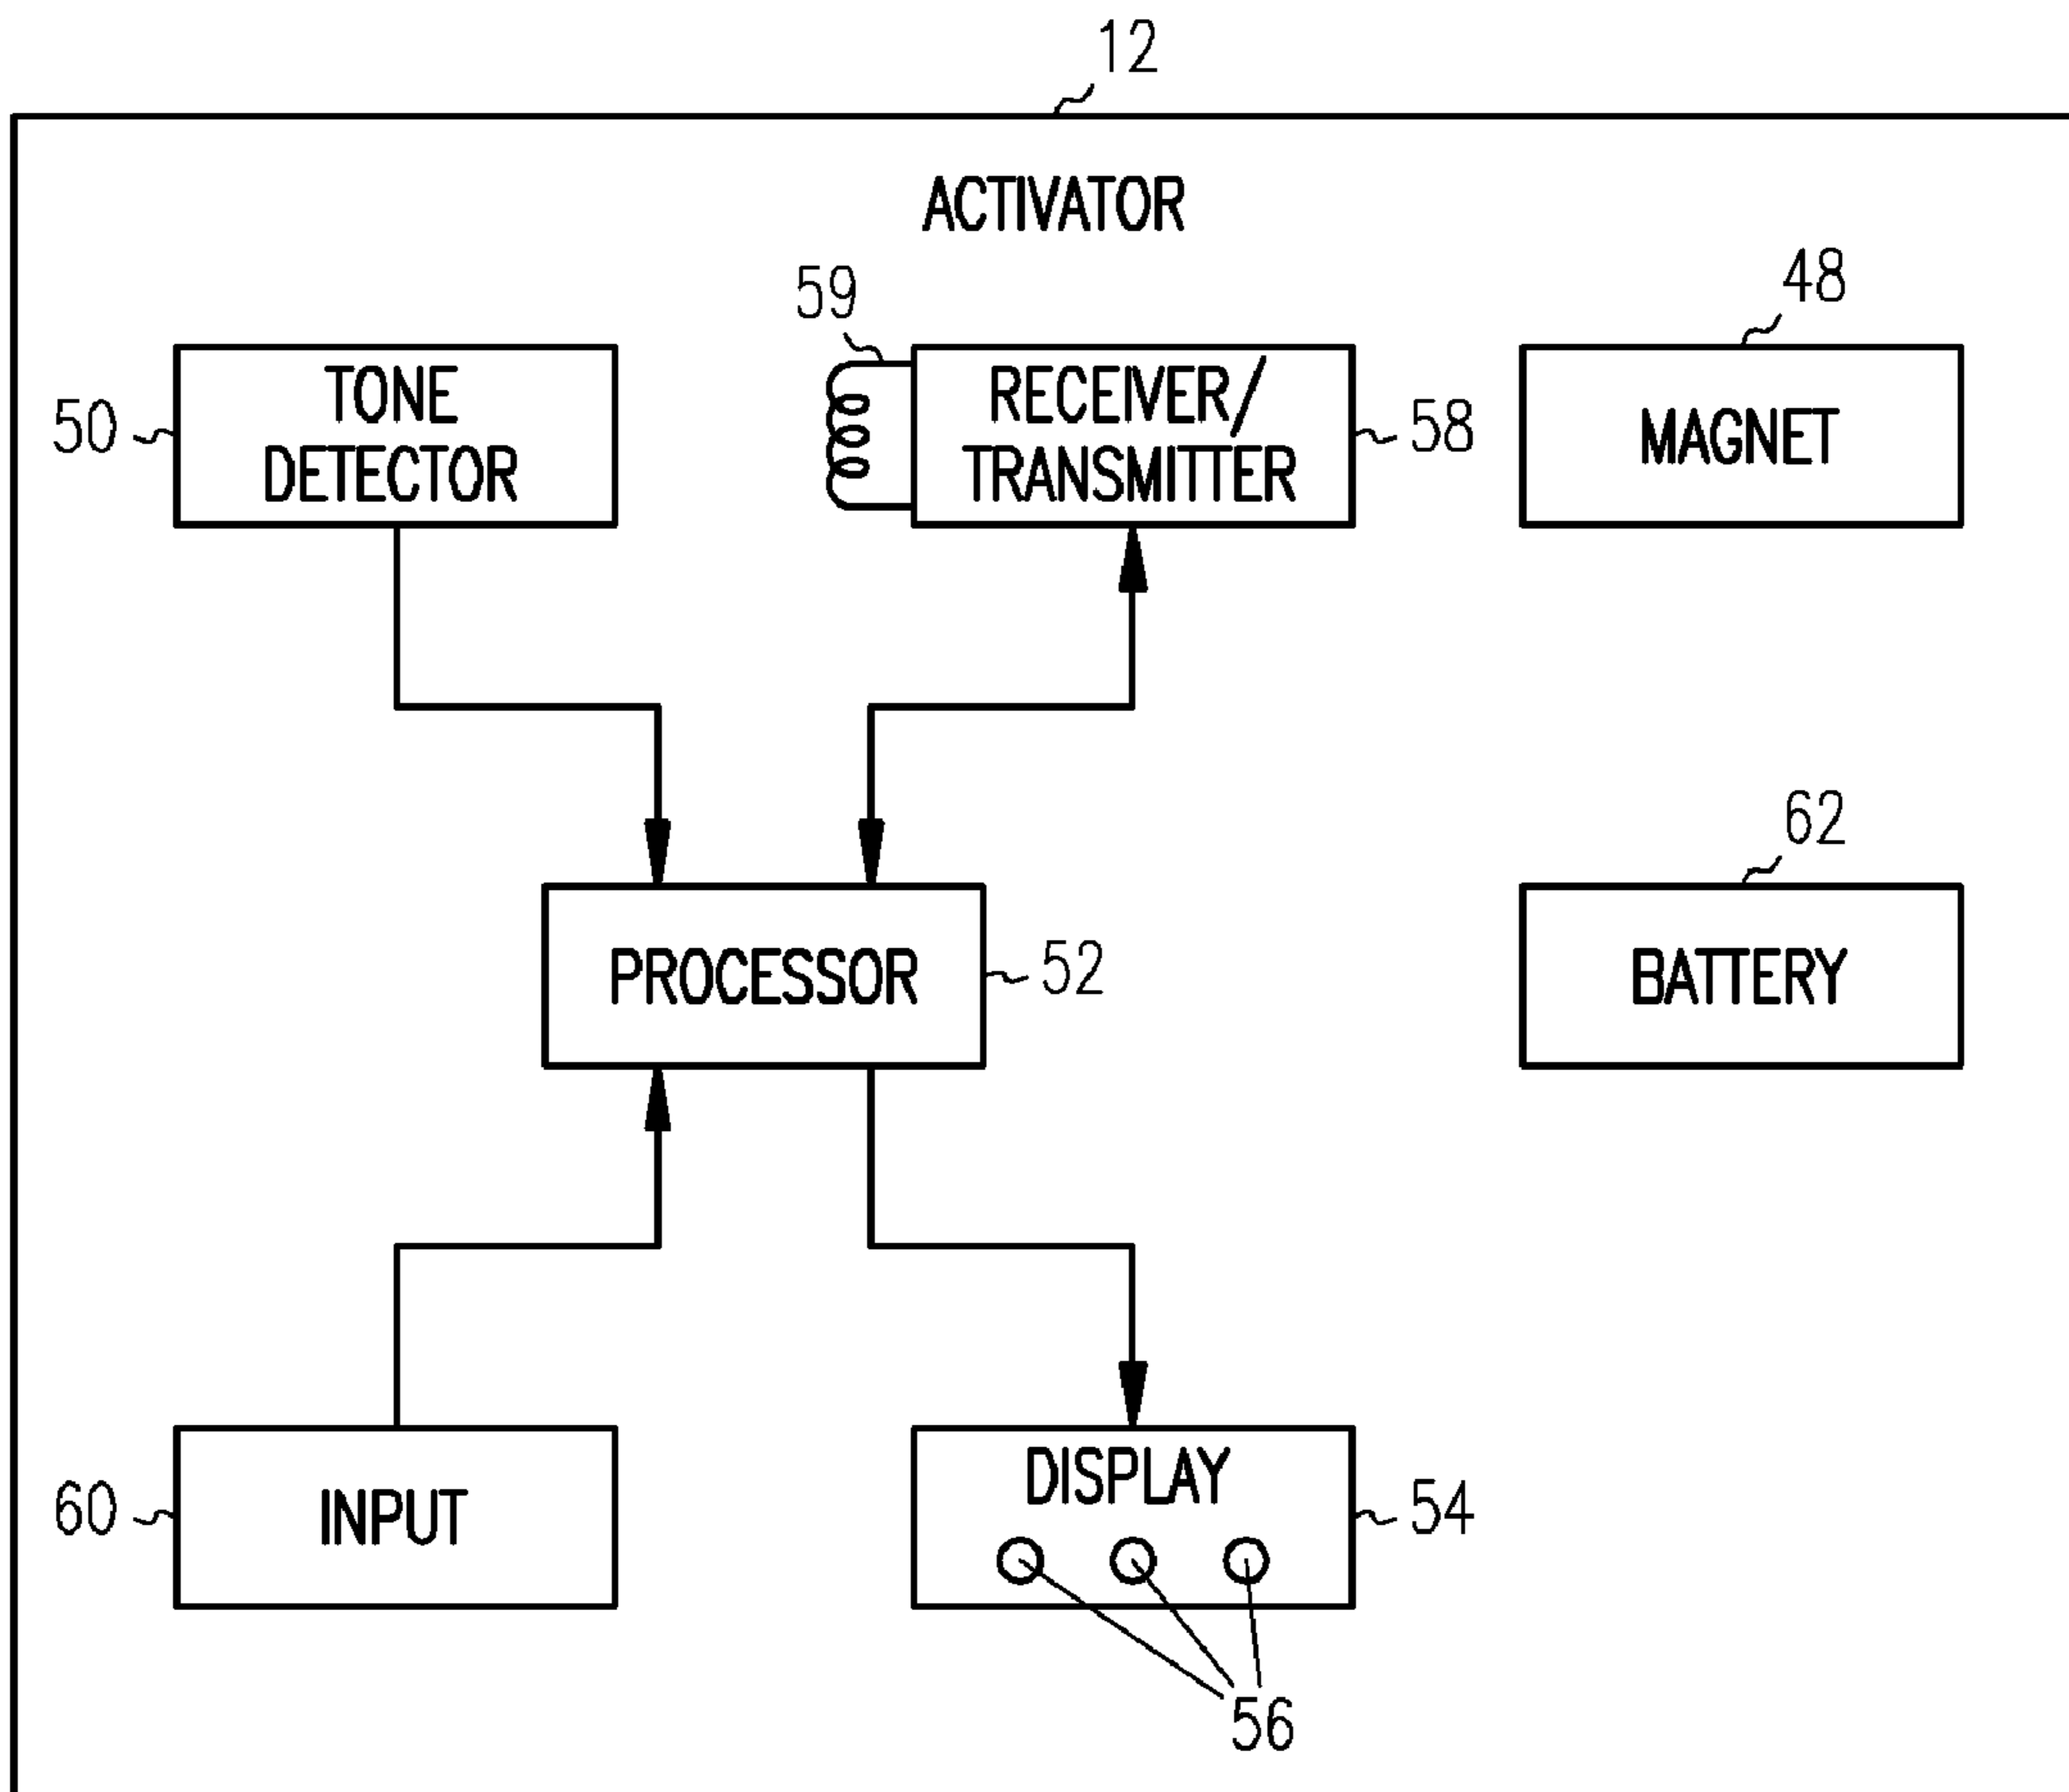 12
ACTIVATOR
59
48
50
TONE
DETECTOR
RECEIVER/
TRANSMITTER
58
MAGNET
62
PROCESSOR
52
BATTERY
60
INPUT
DISPLAY
54
56